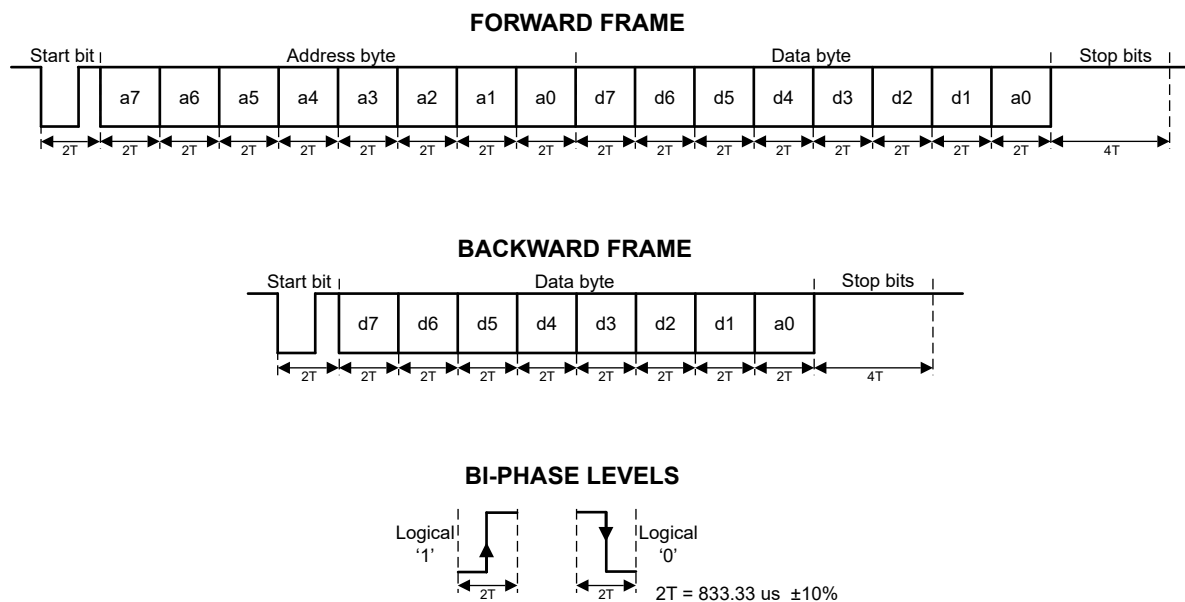 FORWARD FRAME
Start bit Address byte Data byte Stop bits
a7 a6 a5 a4 a3 a2 a1 a0 d7 d6 d5 d4 d3 d2 d1 a0
2T 2T 2T 2T 2T 2T 2T 2T 2T 2T 2T 2T 2T 2T 2T 2T 2T 4T
BACKWARD FRAME
Start bit Data byte Stop bits
d7 d6 d5 d4 d3 d2 d1 a0
2T 2T 2T 2T 2T 2T 2T 2T 2T 4T
BI-PHASE LEVELS
Logical Logical
‘1’ ‘0’
2T 2T 2T = 833.33 us ±10%